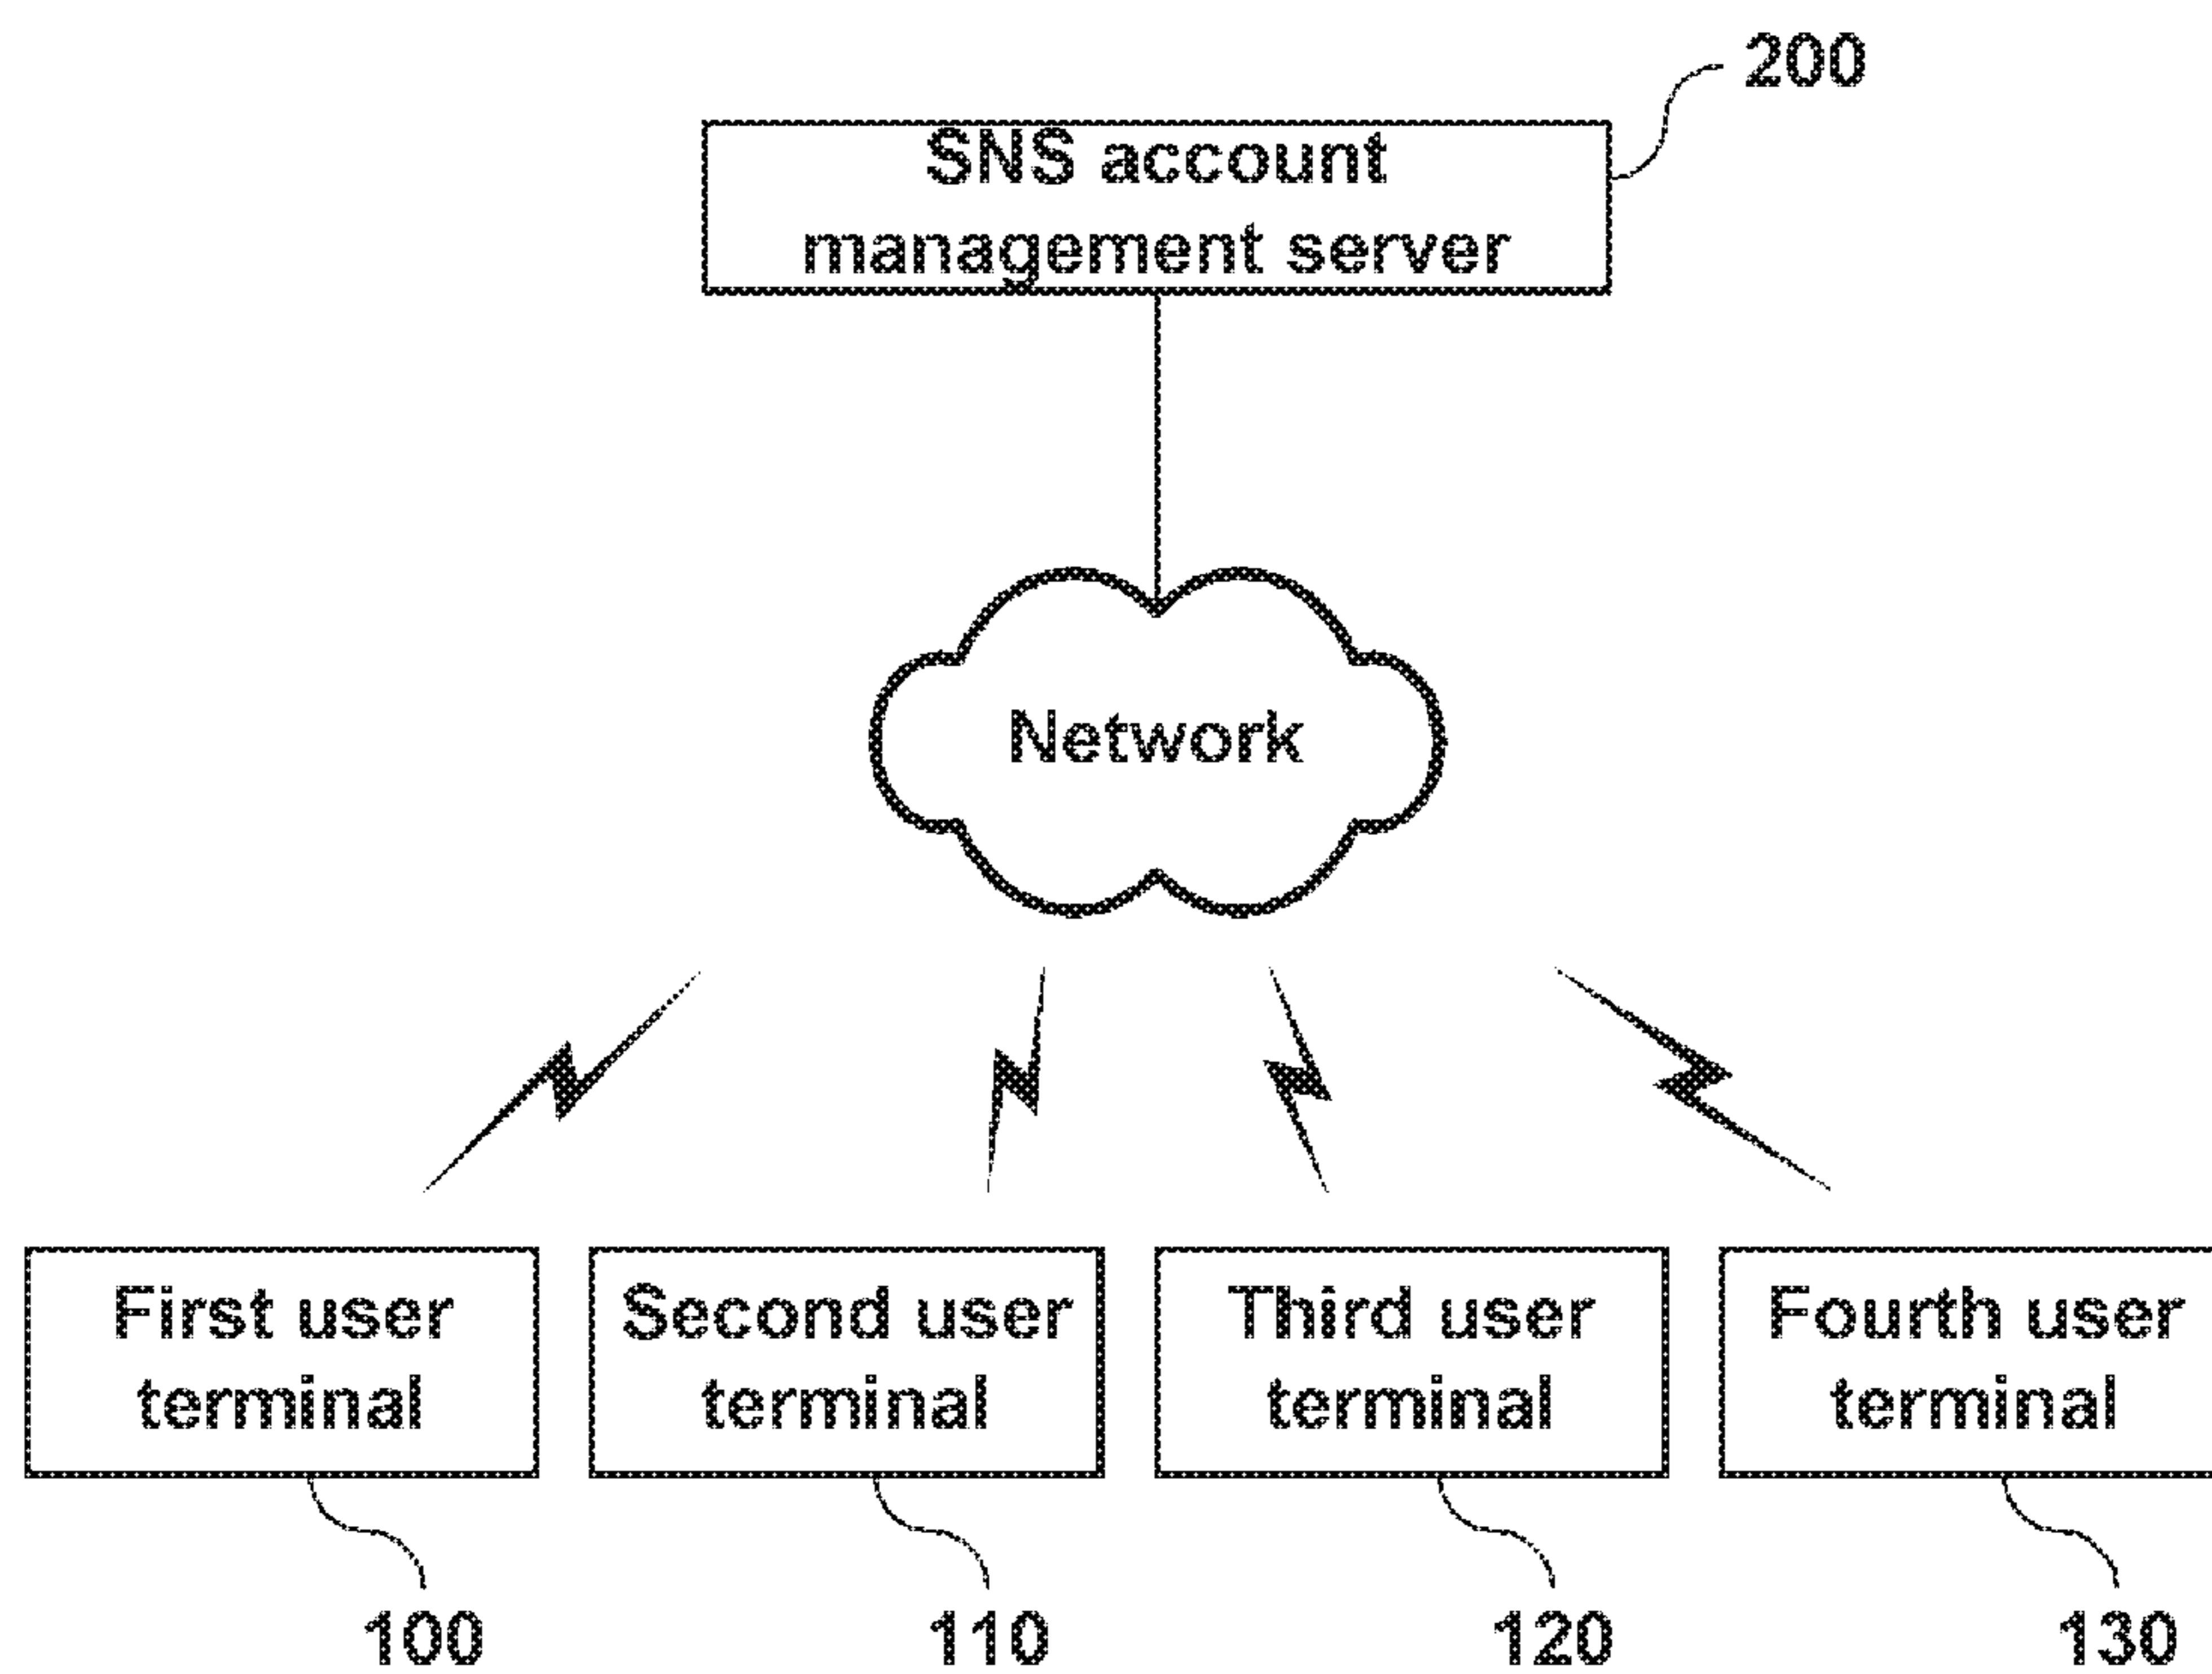 200
SNS account
management server
Network
First user
terminal
Second user
terminal
Third user
terminal
Fourth user
terminal
100
110
120
130